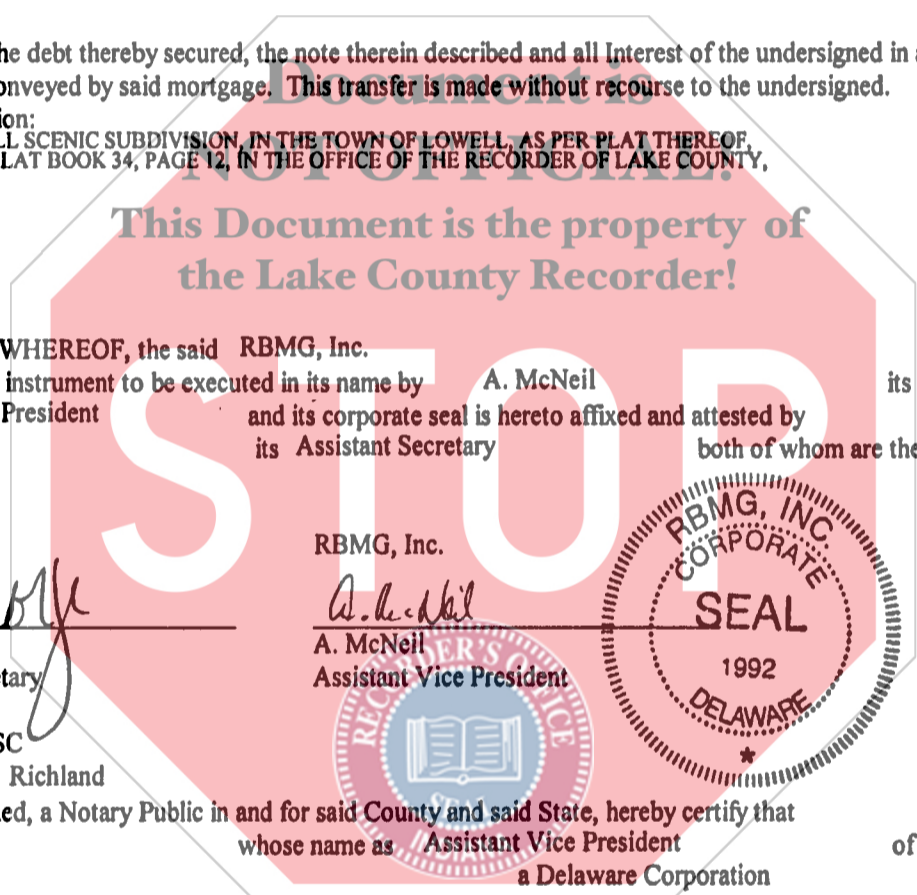 he debt thereby secured, the note therein described and all Interest of the undersigned in a
onveyed by said mortgage. This transfer is made without recourse to the undersigned.
ion:
L SCENIC SUBDIVISION, IN THE TOWN OF LOWELL, AS PER PLAT THEREOF,
LAT BOOK 34, PAGE 12, IN THE OFFICE OF THE RECORDER OF LAKE COUNTY,
Document is
NOT OFFICIAL!
This Document is the property of
the Lake County Recorder!
STOP
WHEREOF, the said RBMG, Inc.
instrument to be executed in its name by A. McNeil its
President and its corporate seal is hereto affixed and attested by
its Assistant Secretary both of whom are the
RBMG, INC.
CORPORATE
SEAL
1992
DELAWARE
RBMG, Inc.
A. McNeil
A. McNeil
tary Assistant Vice President
SC
Richland
RECORDER'S OFFICE
SEAL
INDIANA
ed, a Notary Public in and for said County and said State, hereby certify that
whose name as Assistant Vice President of
a Delaware Corporation